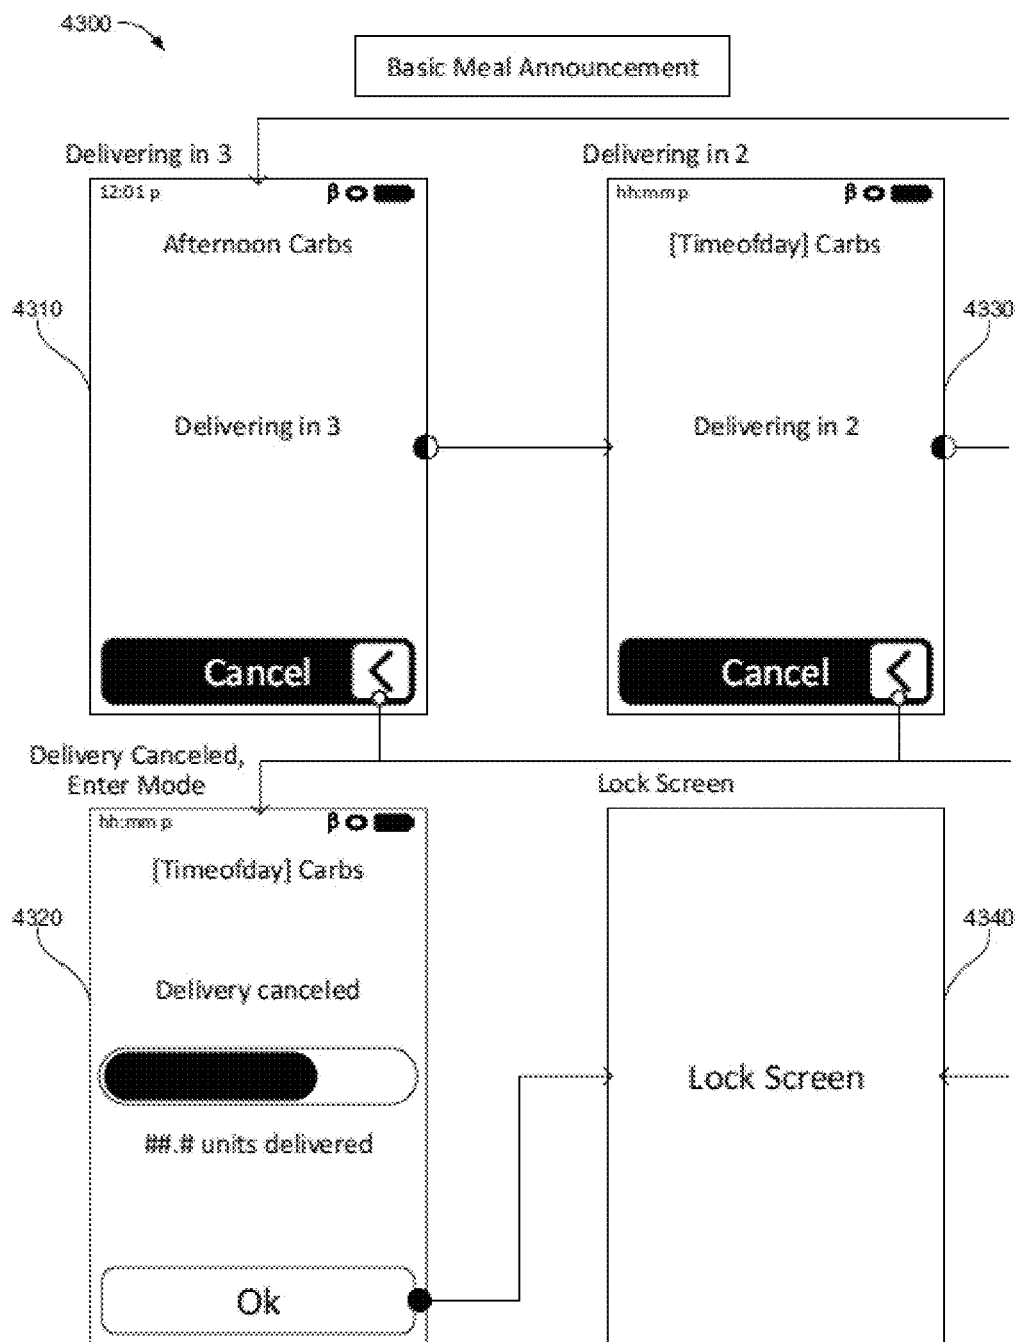 4300
Basic Meal Announcement
Delivering in 3
Delivering in 2
12:01 p
β
hh:mm p
β
Afternoon Carbs
[Timeofday] Carbs
4310
4330
Delivering in 3
Delivering in 2
Cancel
Cancel
Delivery Canceled,
Enter Mode
Lock Screen
hh:mm p
β
[Timeofday] Carbs
4320
4340
Delivery canceled
Lock Screen
##.# units delivered
Ok